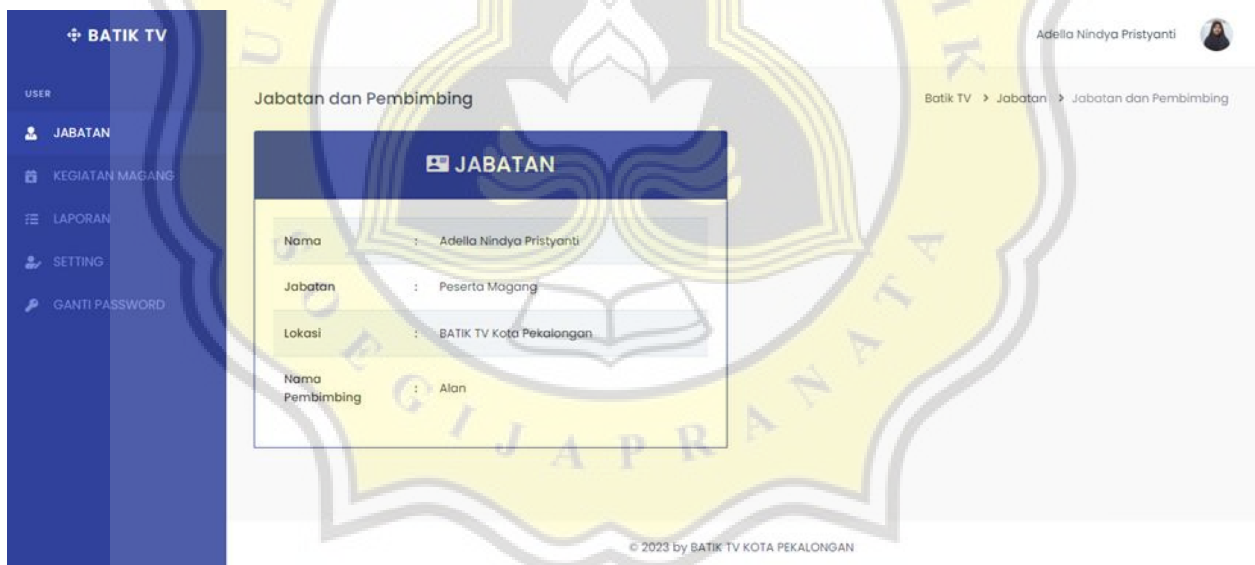 BATIK TV
Adella Nindya Pristyanti
USER
JABATAN
KEGIATAN MAGANG
LAPORAN
SETTING
GANTI PASSWORD
Jabatan dan Pembimbing
Batik TV > Jabatan > Jabatan dan Pembimbing
JABATAN
Nama : Adella Nindya Pristyanti
Jabatan : Peserta Magang
Lokasi : BATIK TV Kota Pekalongan
Nama
Pembimbing : Alan
© 2023 by BATIK TV KOTA PEKALONGAN
SOEGIJAPRANATA